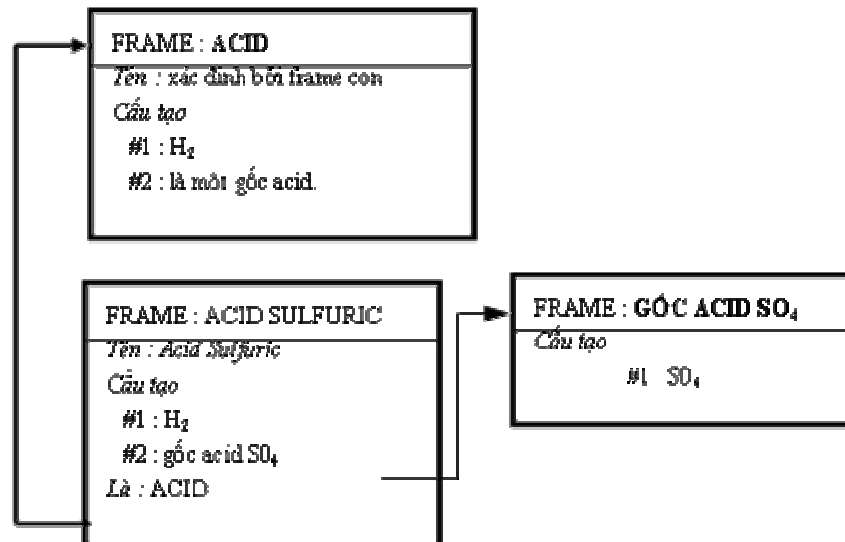 FRAME : ACID
Tên : xác định bởi frame con
Cấu tạo
#1 : H₂
#2 : là một gốc acid.
FRAME : ACID SULFURIC
Tên : Acid Sulfuric
Cấu tạo
#1 : H₂
#2 : gốc acid S0₄
Là : ACID
FRAME : GỐC ACID SO₄
Cấu tạo
#1 S0₄